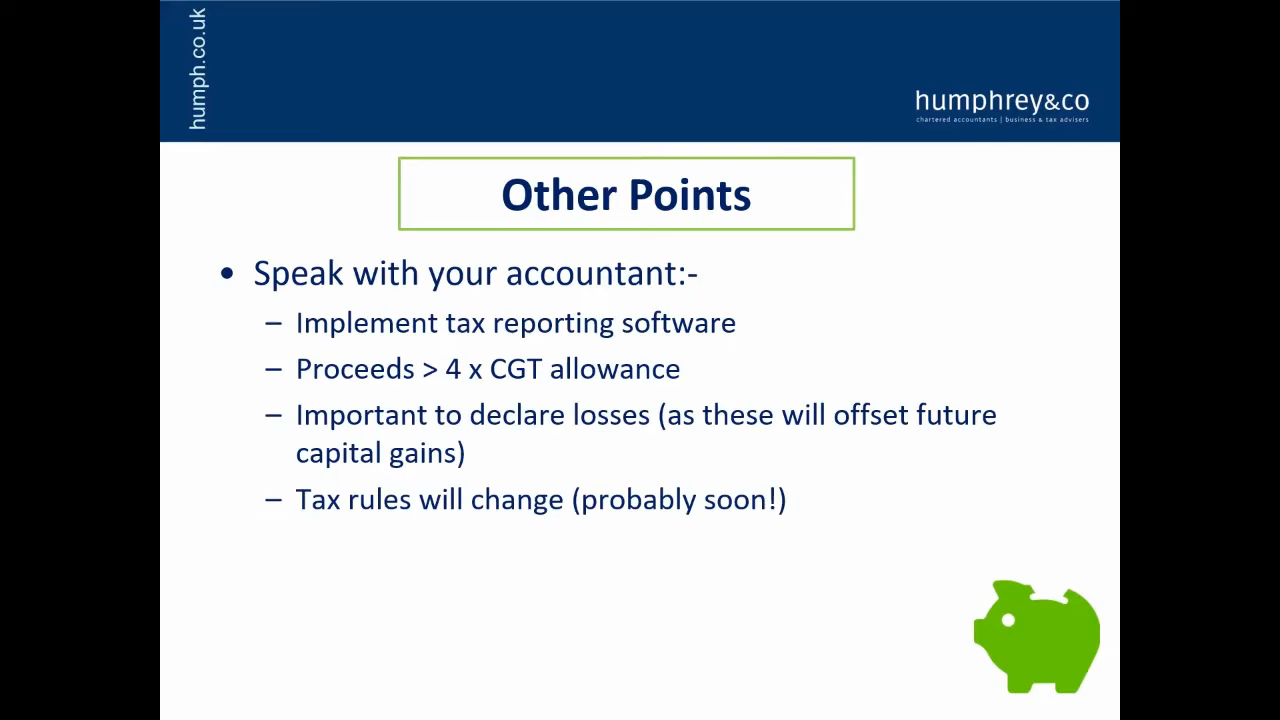 humph.co.uk
humphrey&co
chartered accountants | business & tax advisers
Other Points
• Speak with your accountant:-
– Implement tax reporting software
– Proceeds > 4 x CGT allowance
– Important to declare losses (as these will offset future
capital gains)
– Tax rules will change (probably soon!)